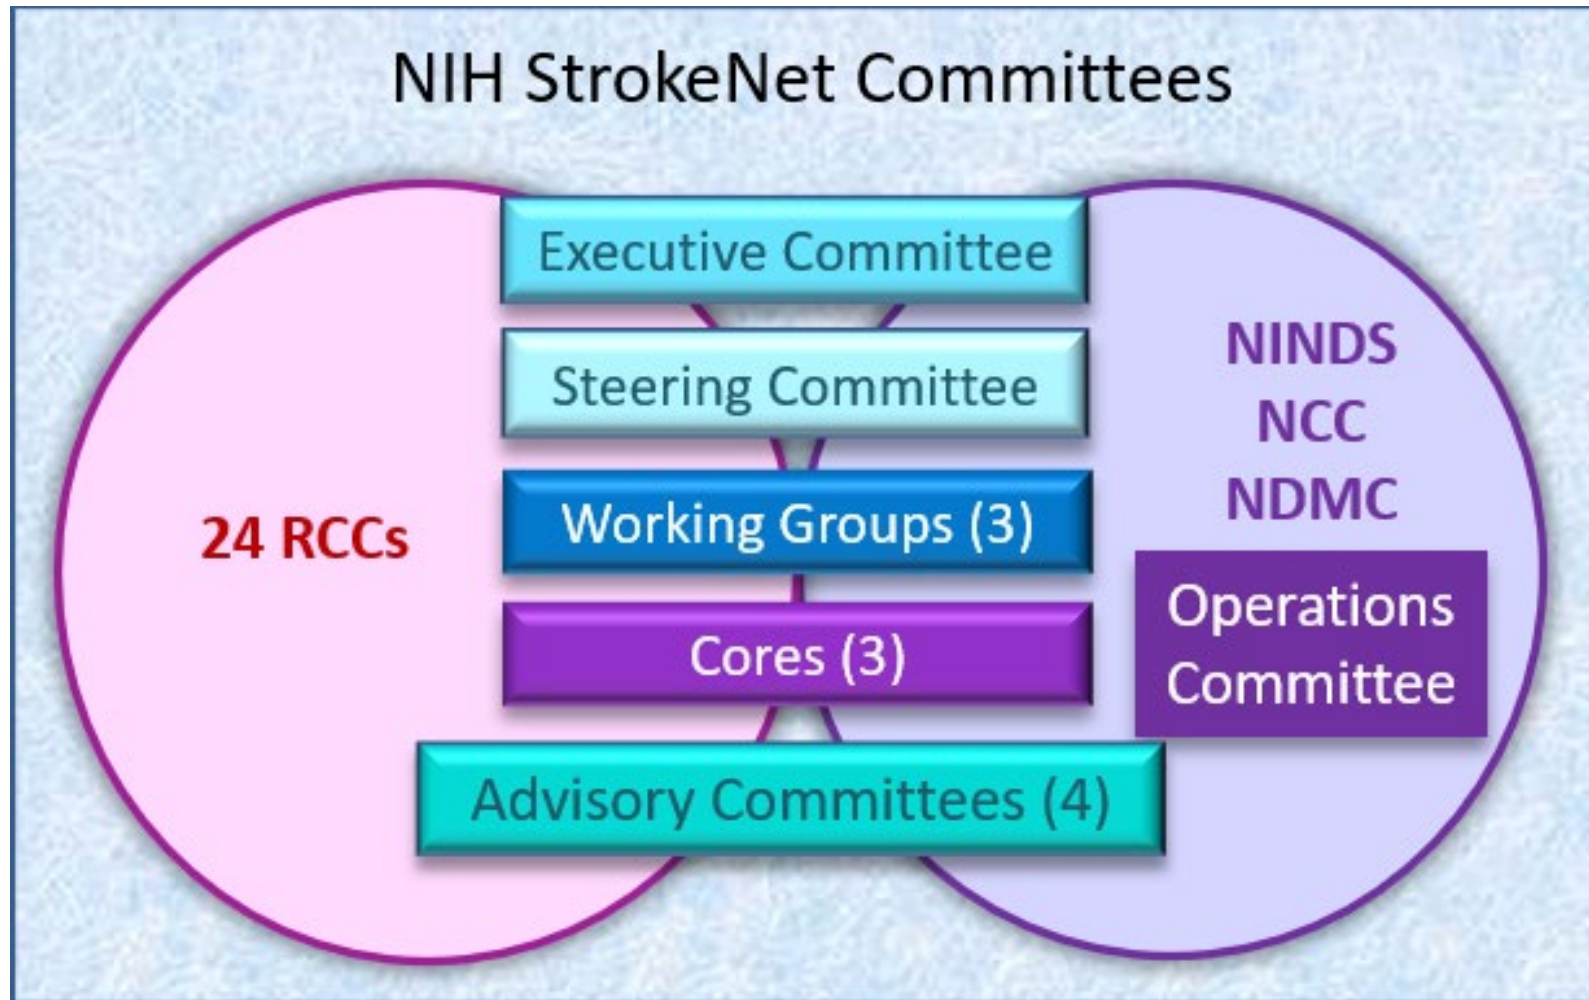 NIH StrokeNet Committees
Executive Committee
Steering Committee
Working Groups (3)
Cores (3)
Advisory Committees (4)
24 RCCs
NINDS
NCC
NDMC
Operations
Committee